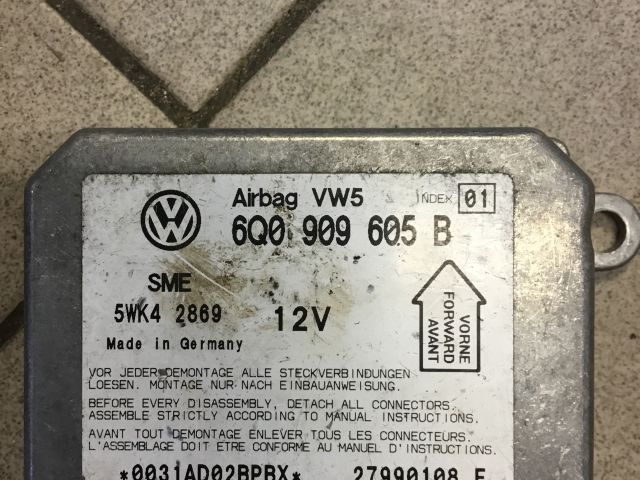 Airbag VW5 INDEX 01
6Q0 909 605 B
SME
5WK4 2869 12V
Made in Germany
VORNE
FORWARD
AVANT
VOR JEDER DEMONTAGE ALLE STECKVERBINDUNGEN
LOESEN. MONTAGE NUR NACH EINBAUANWEISUNG.
BEFORE EVERY DISASSEMBLY, DETACH ALL CONNECTORS.
ASSEMBLE STRICTLY ACCORDING TO MANUAL INSTRUCTIONS.
AVANT TOUT DEMONTAGE ENLEVER TOUS LES CONNECTEURS.
L'ASSEMBLAGE DOIT ETRE CONFORME AU MANUEL D'INSTRUCTIONS.
*0031AD02BPBX* 27990108 F